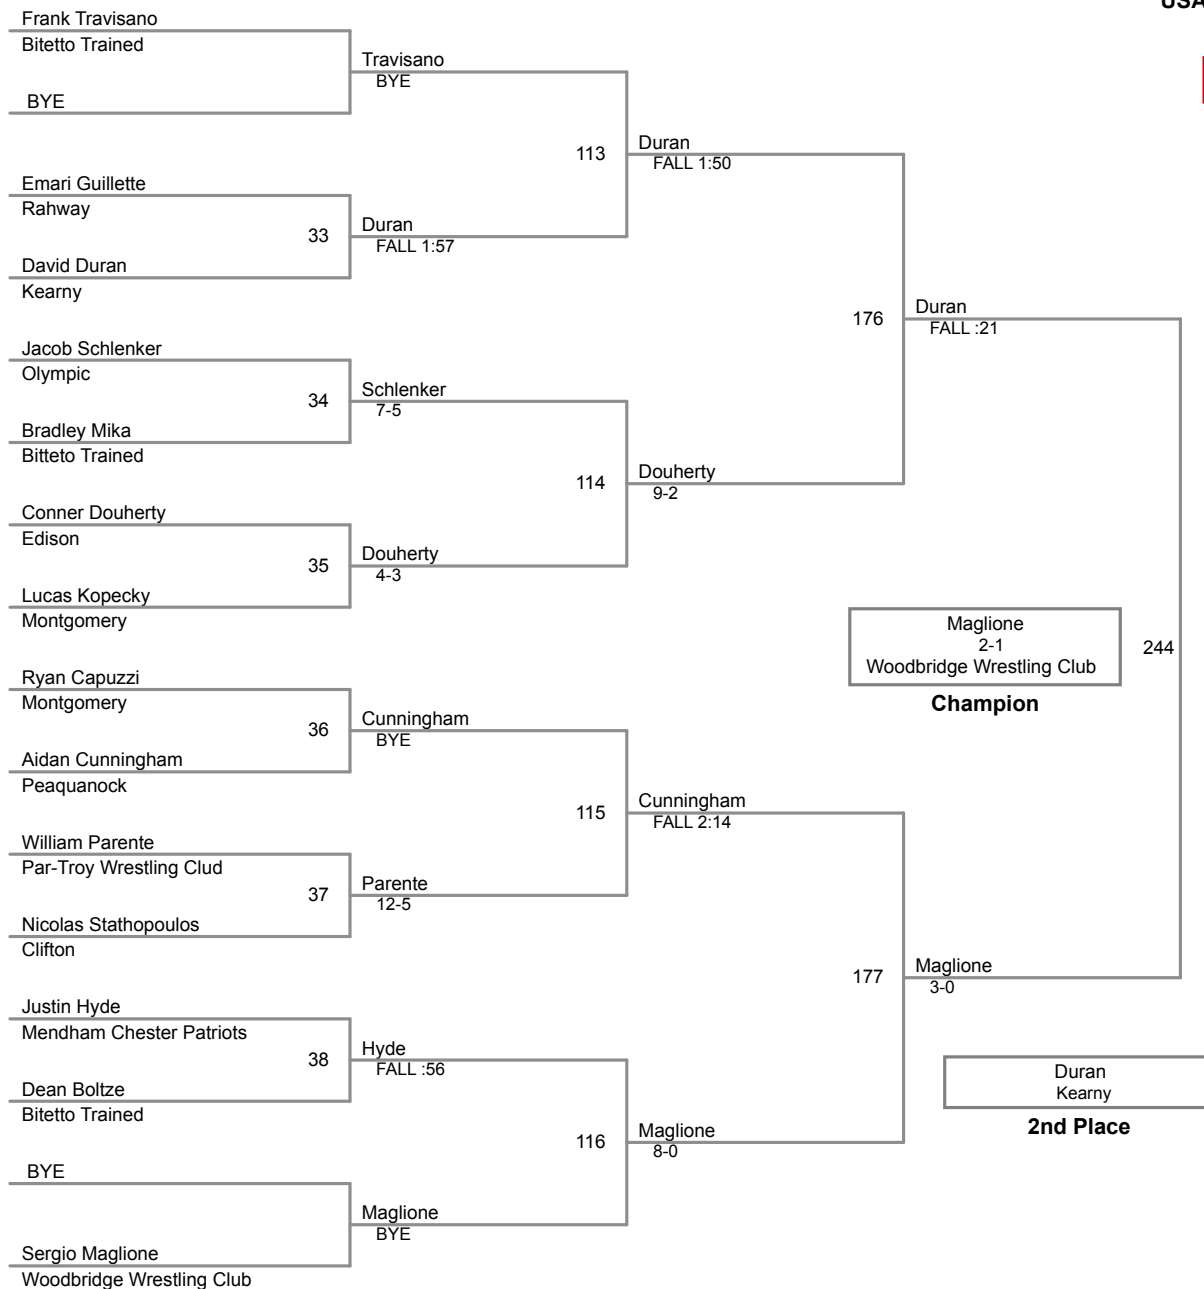 USA
Frank Travisano
Bitetto Trained
BYE
Emari Guillette
Rahway
David Duran
Kearny
Jacob Schlenker
Olympic
Bradley Mika
Bitteto Trained
Conner Douherty
Edison
Lucas Kopecky
Montgomery
Ryan Capuzzi
Montgomery
Aidan Cunningham
Peaquanock
William Parente
Par-Troy Wrestling Clud
Nicolas Stathopoulos
Clifton
Justin Hyde
Mendham Chester Patriots
Dean Boltze
Bitetto Trained
BYE
Sergio Maglione
Woodbridge Wrestling Club
33
34
35
36
37
38
Travisano
BYE
Duran
FALL 1:57
Schlenker
7-5
Douherty
4-3
Cunningham
BYE
Parente
12-5
Hyde
FALL :56
Maglione
BYE
113
114
115
116
Duran
FALL 1:50
Douherty
9-2
Cunningham
FALL 2:14
Maglione
8-0
176
177
Duran
FALL :21
Maglione
3-0
244
Maglione
2-1
Woodbridge Wrestling Club
Champion
Duran
Kearny
2nd Place